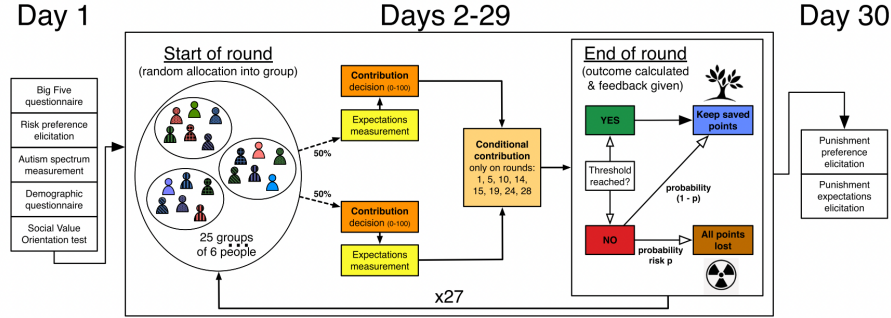 Day 1
Days 2-29
Day 30
Big Five
questionnaire
Risk preference
elicitation
Autism spectrum
measurement
Demographic
questionnaire
Social Value
Orientation test
Start of round
(random allocation into group)
25 groups
of 6 people
50%
50%
Contribution
decision (0-100)
Expectations
measurement
Contribution
decision (0-100)
Expectations
measurement
Conditional
contribution
only on rounds:
1, 5, 10, 14,
15, 19, 24, 28
End of round
(outcome calculated
& feedback given)
YES
Keep saved
points
Threshold
reached?
probability
(1 - p)
NO
All points
lost
probability
risk p
x27
Punishment
preference
elicitation
Punishment
expectations
elicitation